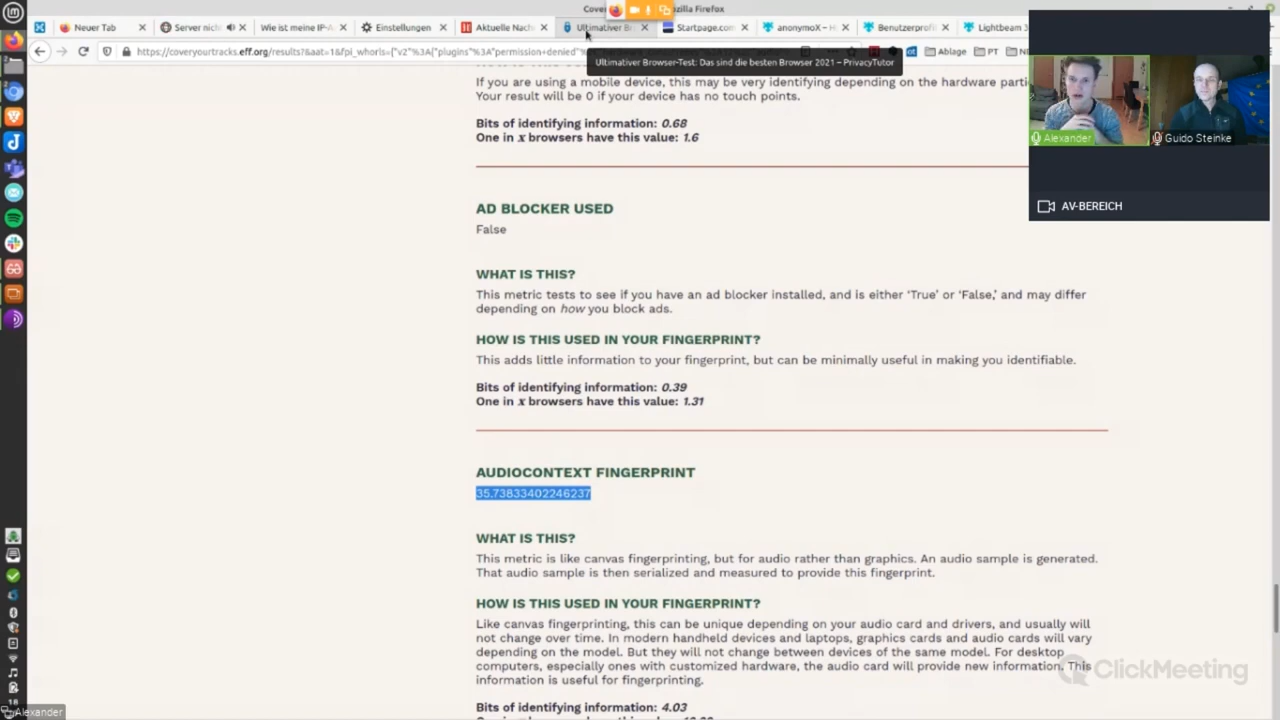 Cove
zilla Firefox
Neuer Tab
Server nich
Wie ist meine IP-A
Einstellungen
Aktuelle Nach
Ultimativer Br
Startpage.com
anonymoX – H
Benutzerprofil
Lightbeam
https://coveryourtracks.eff.org/results?&aat=1&fpi_whorls={"v2"%3A{"plugins"%3A"permission+denied"
Ablage
PT
Ultimativer Browser-Test: Das sind die besten Browser 2021 – PrivacyTutor
If you are using a mobile device, this may be very identifying depending on the hardware
Your result will be 0 if your device has no touch points.
Bits of identifying information: 0.68
One in x browsers have this value: 1.6
Alexander
Guido Steinke
AV-BEREICH
AD BLOCKER USED
False
WHAT IS THIS?
This metric tests to see if you have an ad blocker installed, and is either ‘True’ or ‘False,’ and may differ
depending on how you block ads.
HOW IS THIS USED IN YOUR FINGERPRINT?
This adds little information to your fingerprint, but can be minimally useful in making you identifiable.
Bits of identifying information: 0.39
One in x browsers have this value: 1.31
AUDIOCONTEXT FINGERPRINT
35.73833402246237
WHAT IS THIS?
This metric is like canvas fingerprinting, but for audio rather than graphics. An audio sample is generated.
That audio sample is then serialized and measured to provide this fingerprint.
HOW IS THIS USED IN YOUR FINGERPRINT?
Like canvas fingerprinting, this can be unique depending on your audio card and drivers, and usually will
not change over time. In modern handheld devices and laptops, graphics cards and audio cards will vary
depending on the model. But they will not change between devices of the same model. For desktop
computers, especially ones with customized hardware, the audio card will provide new information. This
information is useful for fingerprinting.
Bits of identifying information: 4.03
ClickMeeting
Alexander